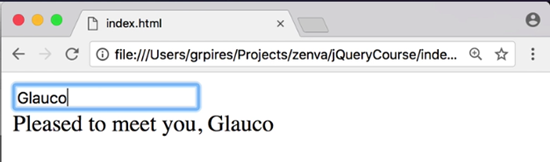 index.html
file:///Users/grpires/Projects/zenva/jQueryCourse/inde...
Glauco
Pleased to meet you, Glauco